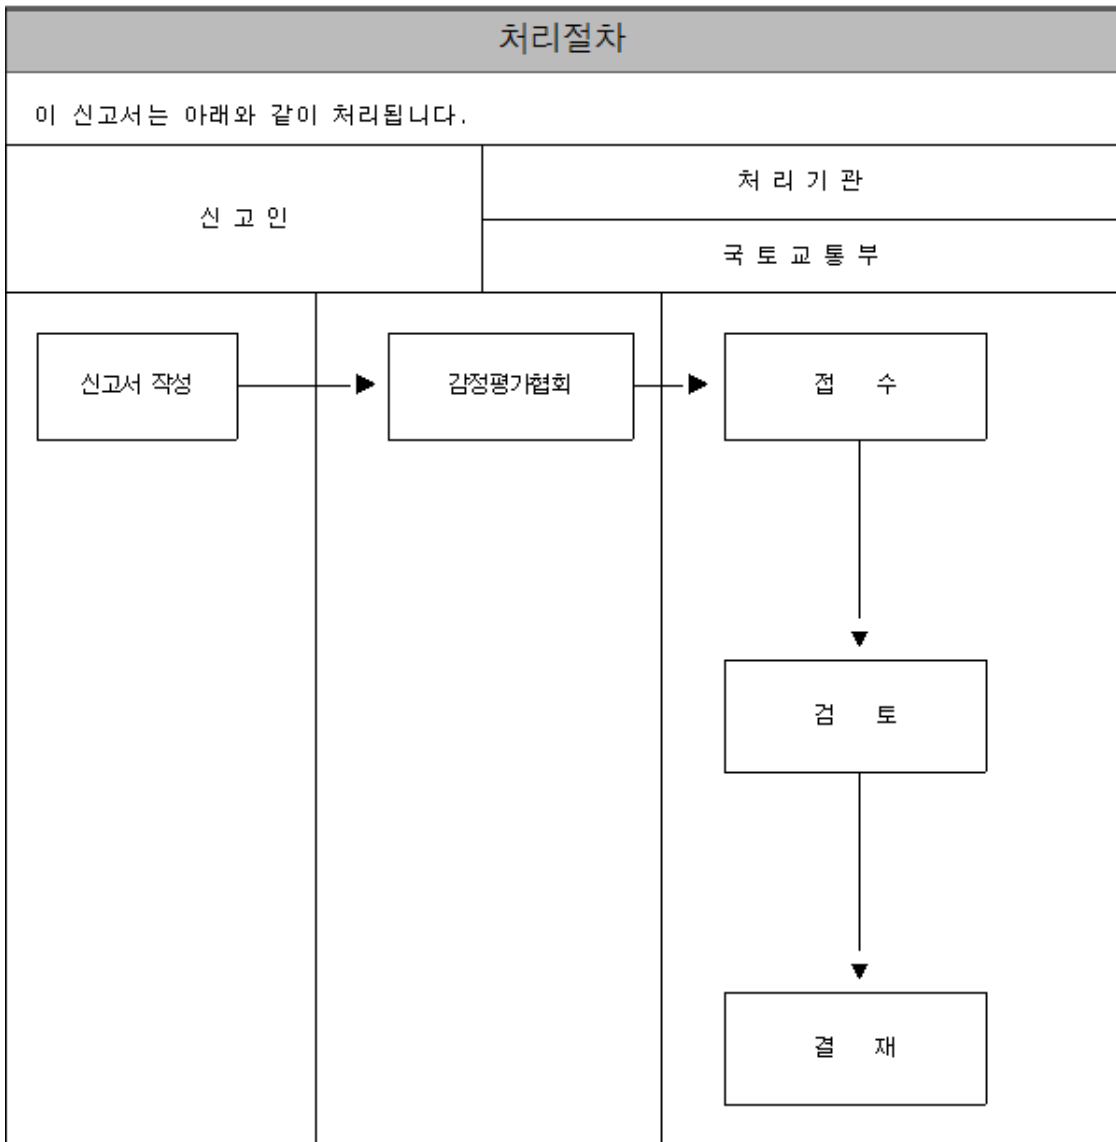 처리절차
이 신고서는 아래와 같이 처리됩니다.
신 고 인
처 리 기 관
국 토 교 통 부
신고서 작성
감정평가협회
접 수
검 토
결 재